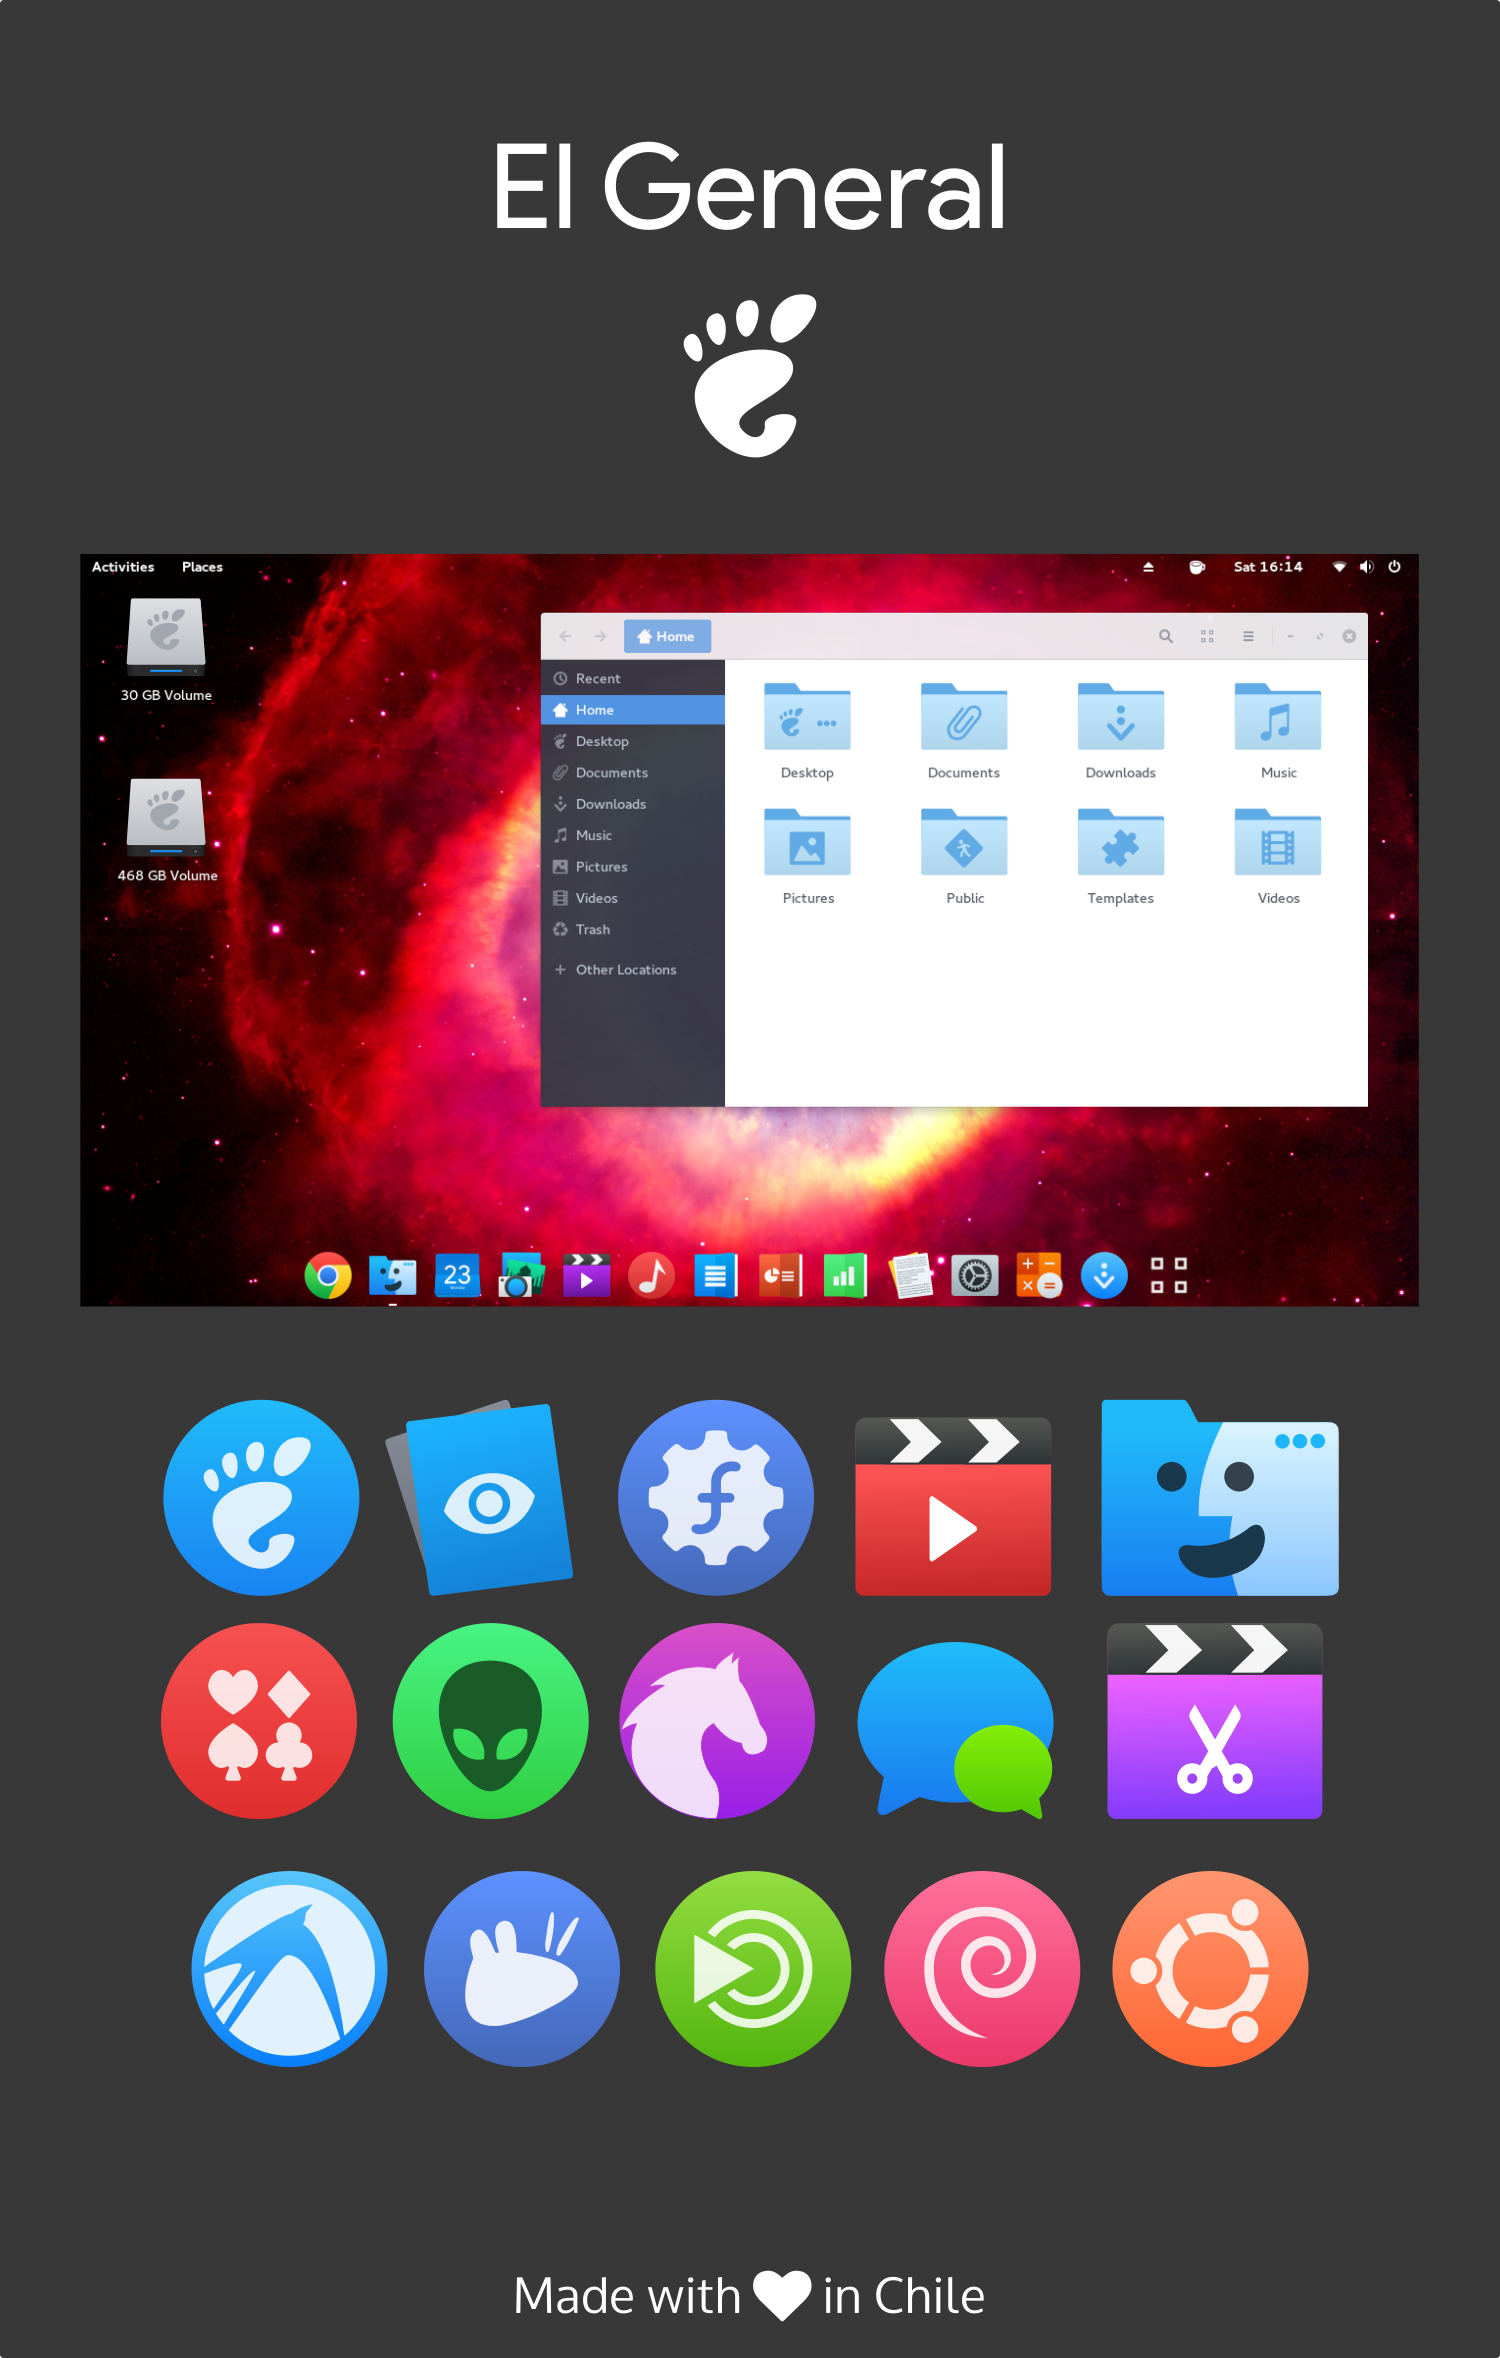 El General
Activities Places Sat 16:14
30 GB Volume
468 GB Volume
Home
Recent
Home
Desktop
Documents
Downloads
Music
Pictures
Videos
Trash
Other Locations
Desktop Documents Downloads Music
Pictures Public Templates Videos
23
Made with in Chile